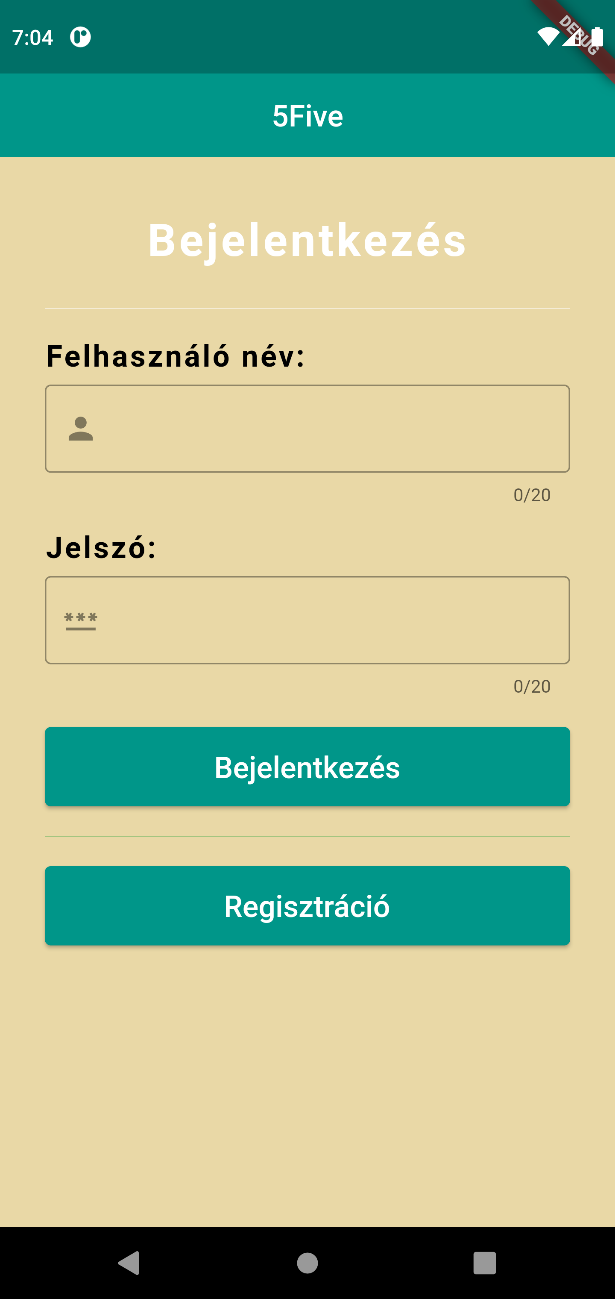 7:04
DEBUG
5Five
Bejelentkezés
Felhasználó név:
0/20
Jelszó:
***
0/20
Bejelentkezés
Regisztráció